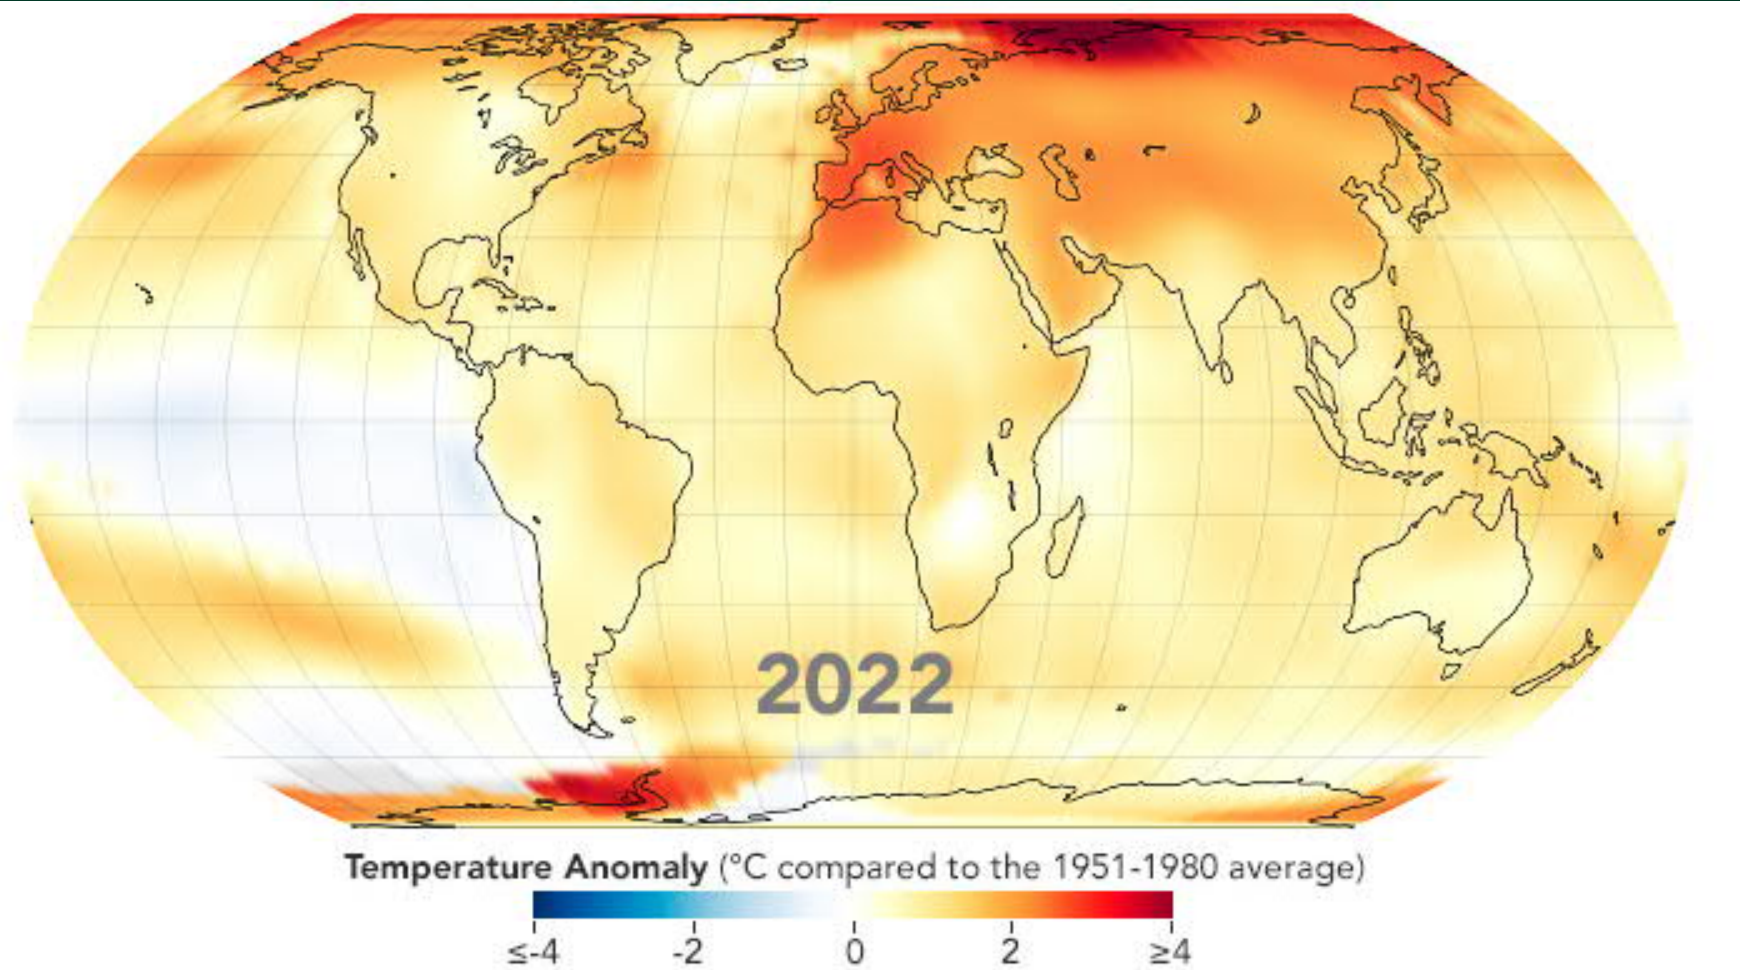 2022
Temperature Anomaly (°C compared to the 1951-1980 average)
≤-4 -2 0 2 ≥4